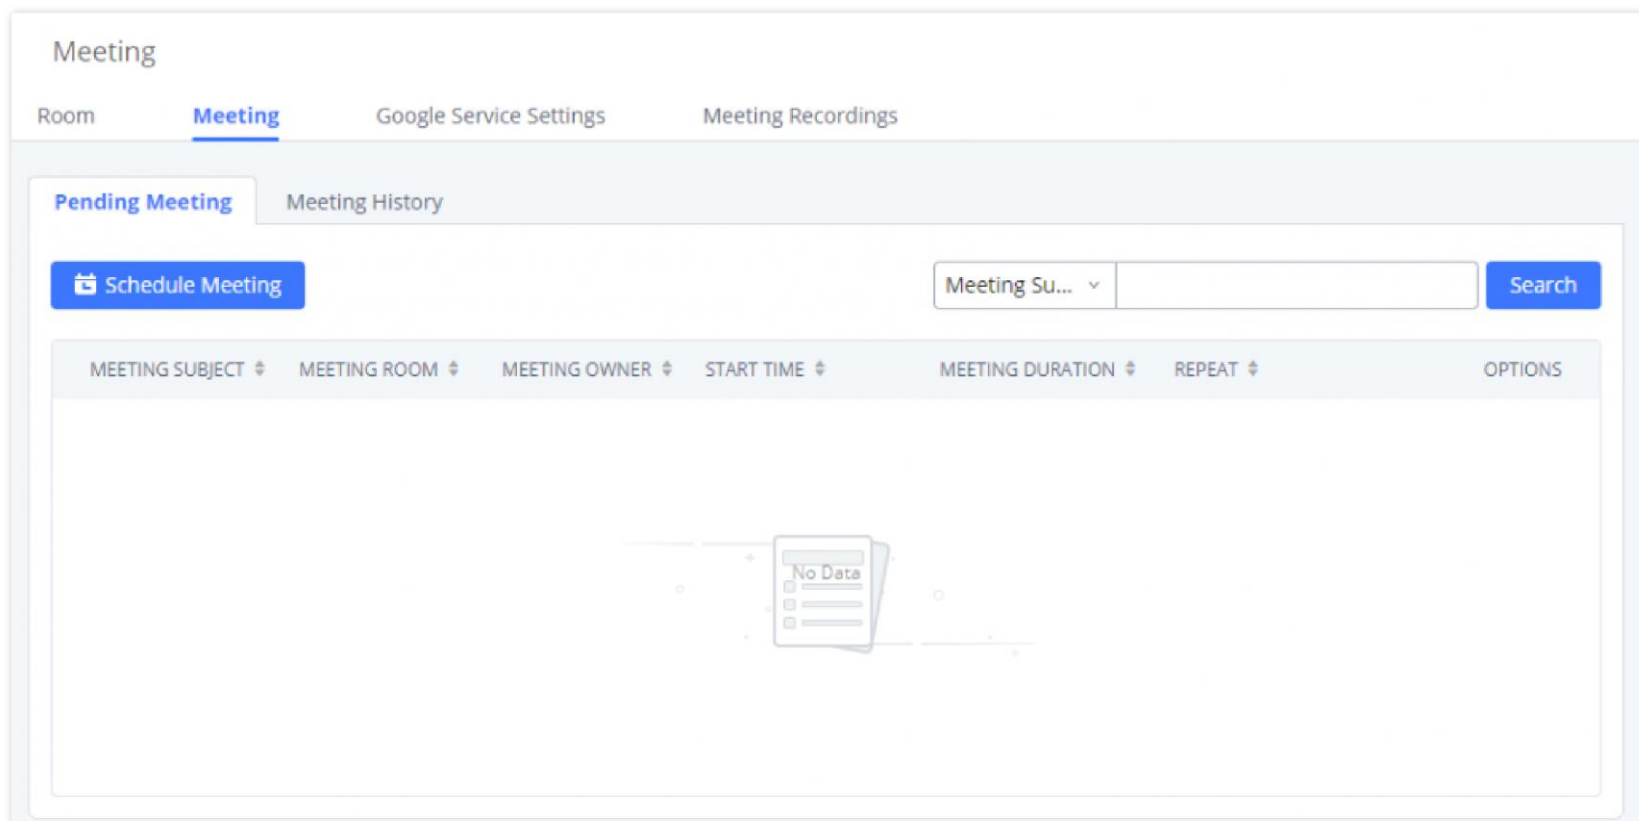 Meeting
Room Meeting Google Service Settings Meeting Recordings
Pending Meeting Meeting History
Schedule Meeting Meeting Su... Search
MEETING SUBJECT MEETING ROOM MEETING OWNER START TIME MEETING DURATION REPEAT OPTIONS
No Data